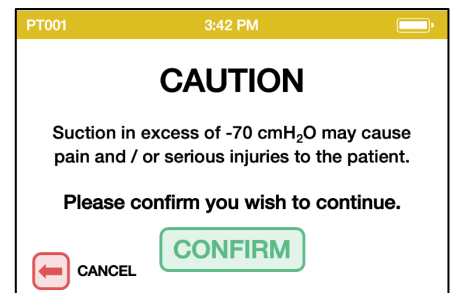 PT001 3:42 PM
CAUTION
Suction in excess of -70 cmH₂O may cause
pain and / or serious injuries to the patient.
Please confirm you wish to continue.
CONFIRM
CANCEL